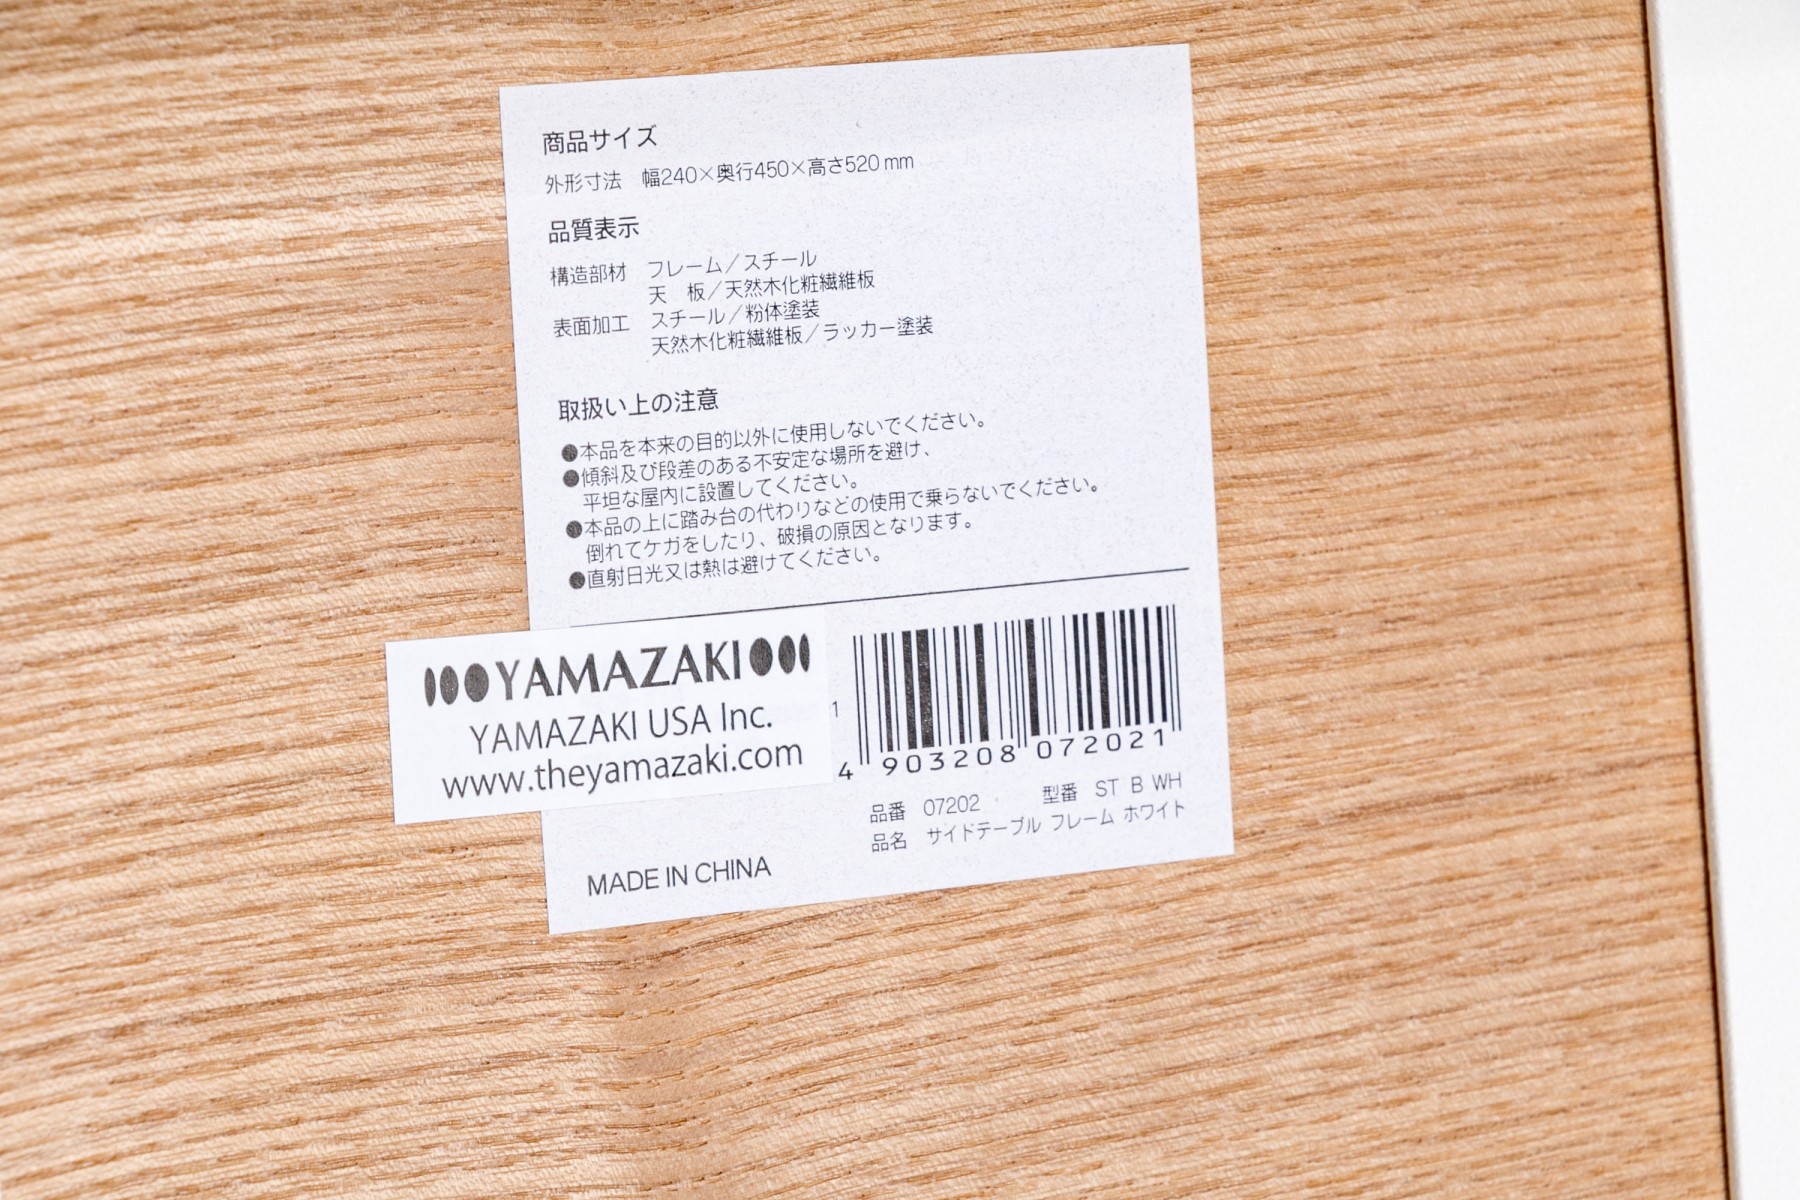 商品サイズ
外形寸法 幅240×奥行450×高さ520mm
品質表示
構造部材 フレーム／スチール
天 板／天然木化粧繊維板
表面加工 スチール／粉体塗装
天然木化粧繊維板／ラッカー塗装
取扱い上の注意
●本品を本来の目的以外に使用しないでください。
●傾斜及び段差のある不安定な場所を避け、
平坦な屋内に設置してください。
●本品の上に踏み台の代わりなどの使用で乗らないでください。
倒れてケガをしたり、破損の原因となります。
●直射日光又は熱は避けてください。
YAMAZAKI
YAMAZAKI USA Inc.
www.theyamazaki.com
1
4 903208 072021
品番 07202 型番 ST B WH
品名 サイドテーブル フレーム ホワイト
MADE IN CHINA